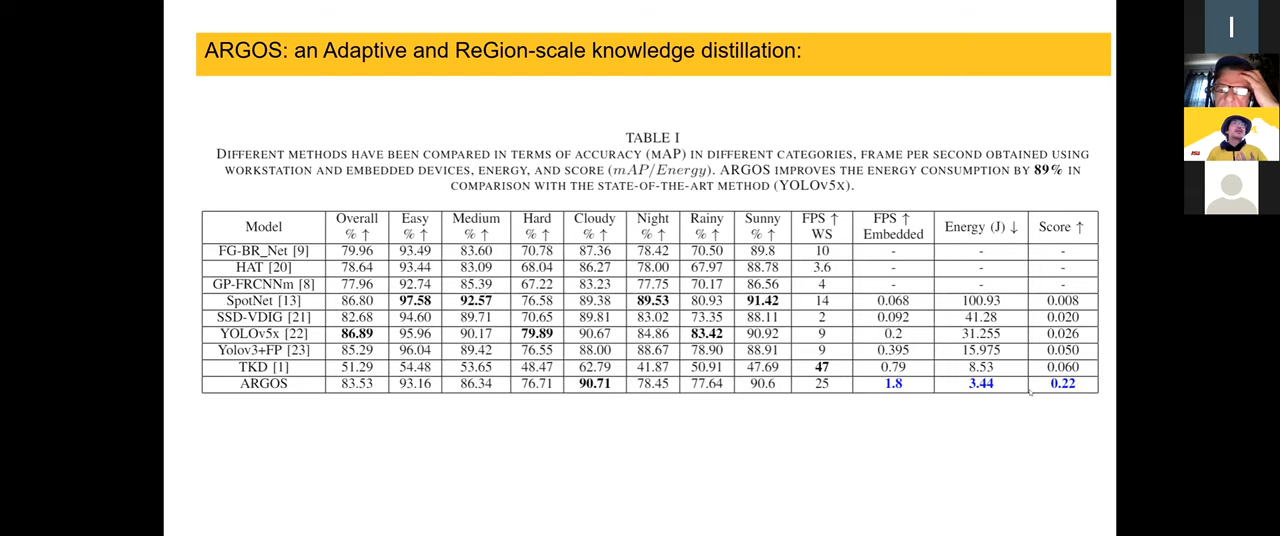 ARGOS: an Adaptive and ReGion-scale knowledge distillation:
I
TABLE I
DIFFERENT METHODS HAVE BEEN COMPARED IN TERMS OF ACCURACY (MAP) IN DIFFERENT CATEGORIES, FRAME PER SECOND OBTAINED USING
WORKSTATION AND EMBEDDED DEVICES, ENERGY, AND SCORE (mAP/Energy). ARGOS IMPROVES THE ENERGY CONSUMPTION BY 89% IN
COMPARISON WITH THE STATE-OF-THE-ART METHOD (YOLOV5X).
Model Overall % ↑ Easy % ↑ Medium % ↑ Hard % ↑ Cloudy % ↑ Night % ↑ Rainy % ↑ Sunny % ↑ FPS ↑ WS FPS ↑ Embedded Energy (J) ↓ Score ↑
FG-BR_Net [9] 79.96 93.49 83.60 70.78 87.36 78.42 70.50 89.8 10 - - -
HAT [20] 78.64 93.44 83.09 68.04 86.27 78.00 67.97 88.78 3.6 - - -
GP-FRCNNm [8] 77.96 92.74 85.39 67.22 83.23 77.75 70.17 86.56 4 - - -
SpotNet [13] 86.80 97.58 92.57 76.58 89.38 89.53 80.93 91.42 14 0.068 100.93 0.008
SSD-VDIG [21] 82.68 94.60 89.71 70.65 89.81 83.02 73.35 88.11 2 0.092 41.28 0.020
YOLOv5x [22] 86.89 95.96 90.17 79.89 90.67 84.86 83.42 90.92 9 0.2 31.255 0.026
Yolov3+FP [23] 85.29 96.04 89.42 76.55 88.00 88.67 78.90 88.91 9 0.395 15.975 0.050
TKD [1] 51.29 54.48 53.65 48.47 62.79 41.87 50.91 47.69 47 0.79 8.53 0.060
ARGOS 83.53 93.16 86.34 76.71 90.71 78.45 77.64 90.6 25 1.8 3.44 0.22